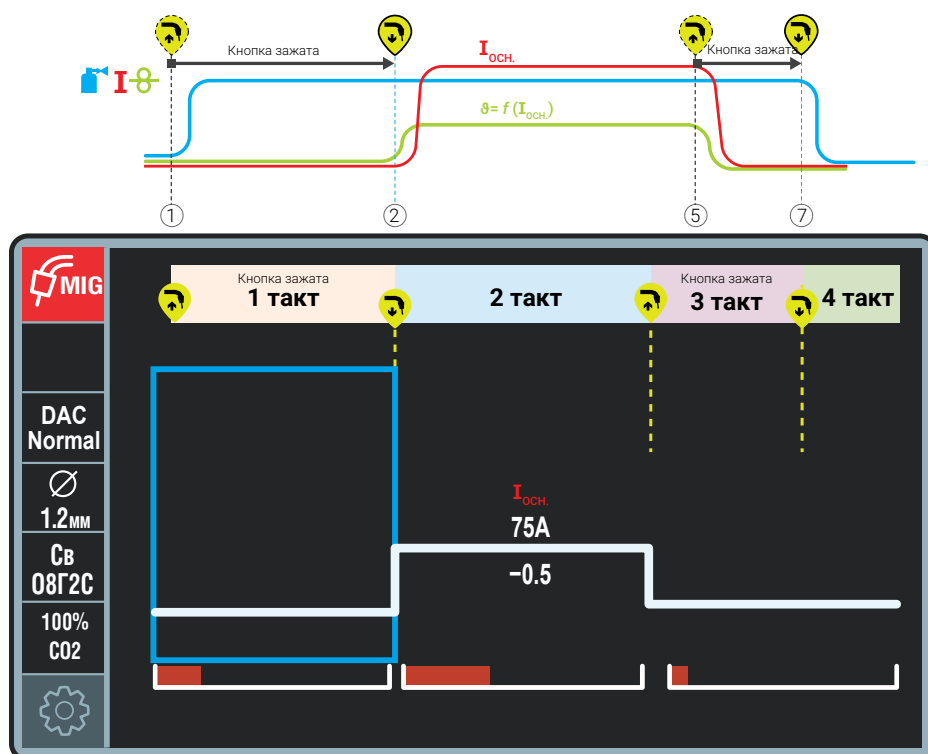 Кнопка зажата
Iосн.
Кнопка зажата
I
ϑ= f (Iосн.)
1
2
5
7
MIG
Кнопка зажата
1 такт
2 такт
Кнопка зажата
3 такт
4 такт
DAC
Normal
1.2мм
Св
08Г2С
100%
CO2
Iосн.
75A
−0.5